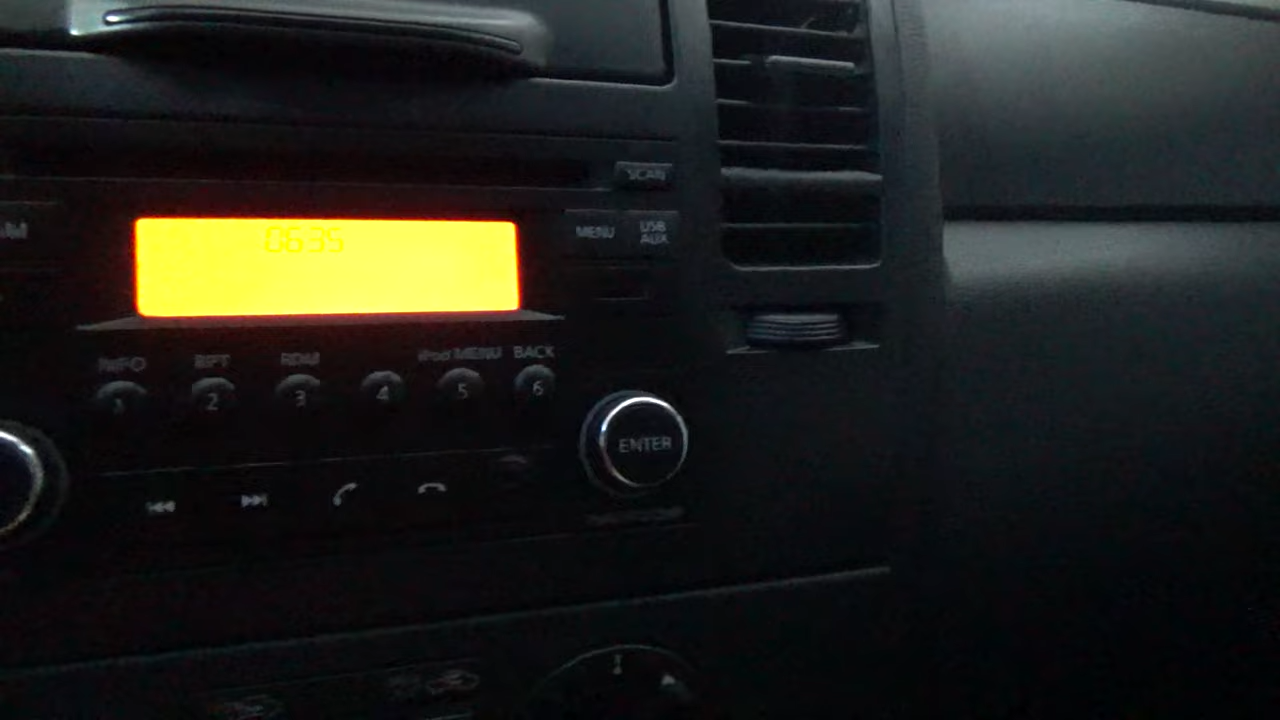 SCAN
0635
MENU USB AUX
INFO RPT RDM iPod MENU BACK
1 2 3 4 5 6
ENTER